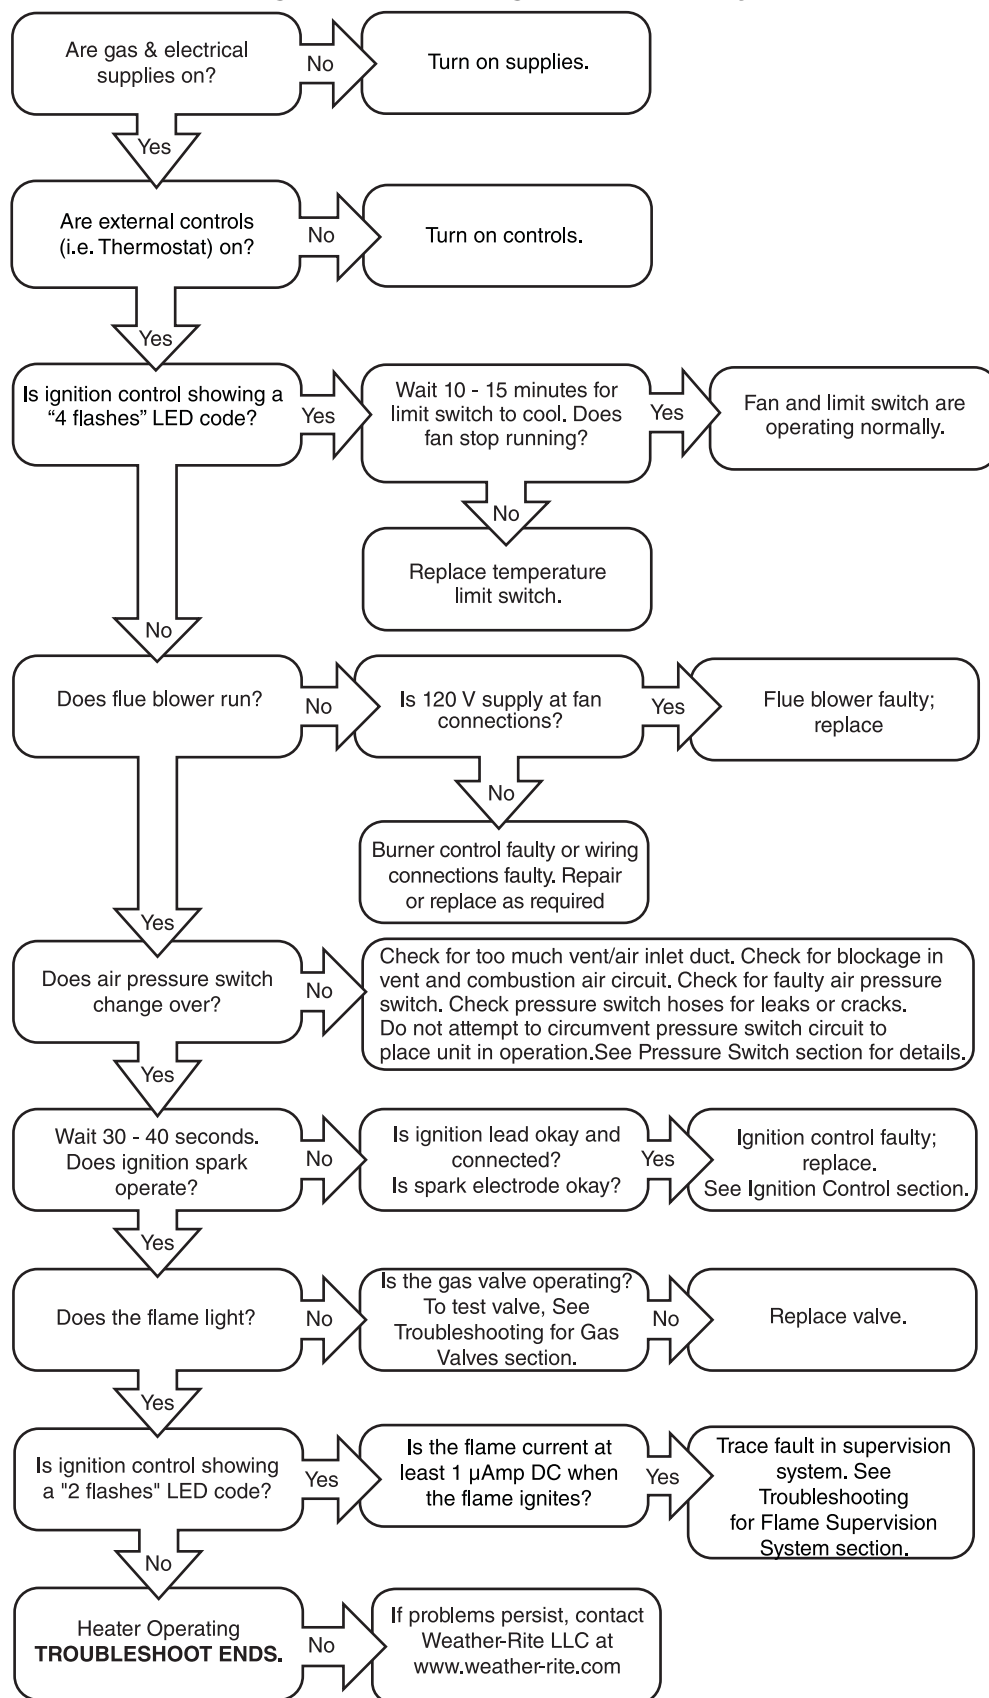 Are gas & electrical
supplies on?
No
Turn on supplies.
Yes
Are external controls
(i.e. Thermostat) on?
No
Turn on controls.
Yes
Is ignition control showing a
“4 flashes” LED code?
Yes
Wait 10 - 15 minutes for
limit switch to cool. Does
fan stop running?
Yes
Fan and limit switch are
operating normally.
No
Replace temperature
limit switch.
No
Does flue blower run?
No
Is 120 V supply at fan
connections?
Yes
Flue blower faulty;
replace
No
Burner control faulty or wiring
connections faulty. Repair
or replace as required
Yes
Does air pressure switch
change over?
No
Check for too much vent/air inlet duct. Check for blockage in
vent and combustion air circuit. Check for faulty air pressure
switch. Check pressure switch hoses for leaks or cracks.
Do not attempt to circumvent pressure switch circuit to
place unit in operation.See Pressure Switch section for details.
Yes
Wait 30 - 40 seconds.
Does ignition spark
operate?
No
Is ignition lead okay and
connected?
Is spark electrode okay?
Yes
Ignition control faulty;
replace.
See Ignition Control section.
Yes
Does the flame light?
No
Is the gas valve operating?
To test valve, See
Troubleshooting for Gas
Valves section.
No
Replace valve.
Yes
Is ignition control showing
a "2 flashes" LED code?
Yes
Is the flame current at
least 1 µAmp DC when
the flame ignites?
Yes
Trace fault in supervision
system. See
Troubleshooting
for Flame Supervision
System section.
No
Heater Operating
TROUBLESHOOT ENDS.
No
If problems persist, contact
Weather-Rite LLC at
www.weather-rite.com